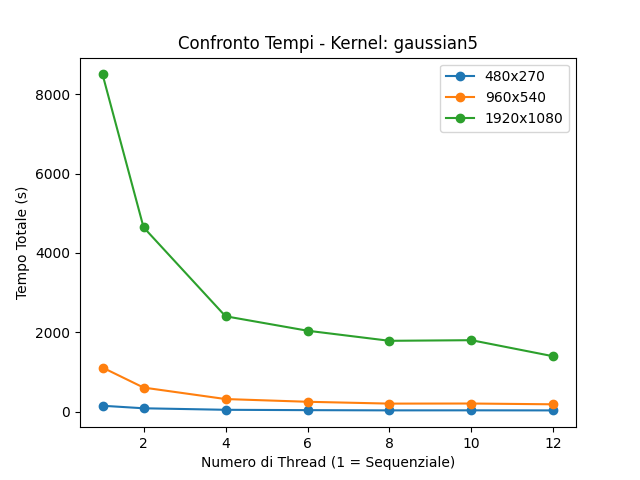 Confronto Tempi - Kernel: gaussian5
480x270
960x540
1920x1080
Tempo Totale (s)
8000
6000
4000
2000
0
2 4 6 8 10 12
Numero di Thread (1 = Sequenziale)